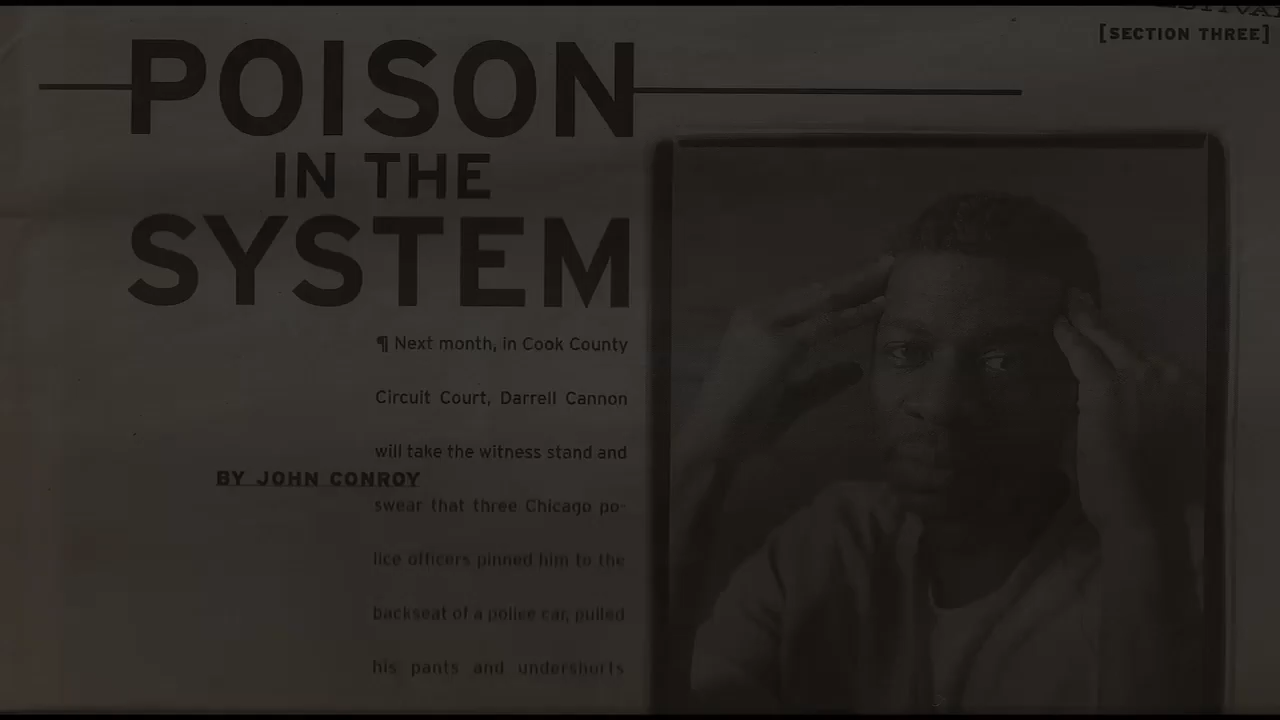 [SECTION THREE]
POISON
IN THE
SYSTEM
¶ Next month, in Cook County
Circuit Court, Darrell Cannon
will take the witness stand and
BY JOHN CONROY
swear that three Chicago po-
lice officers pinned him to the
backseat of a police car, pulled
his pants and undershorts